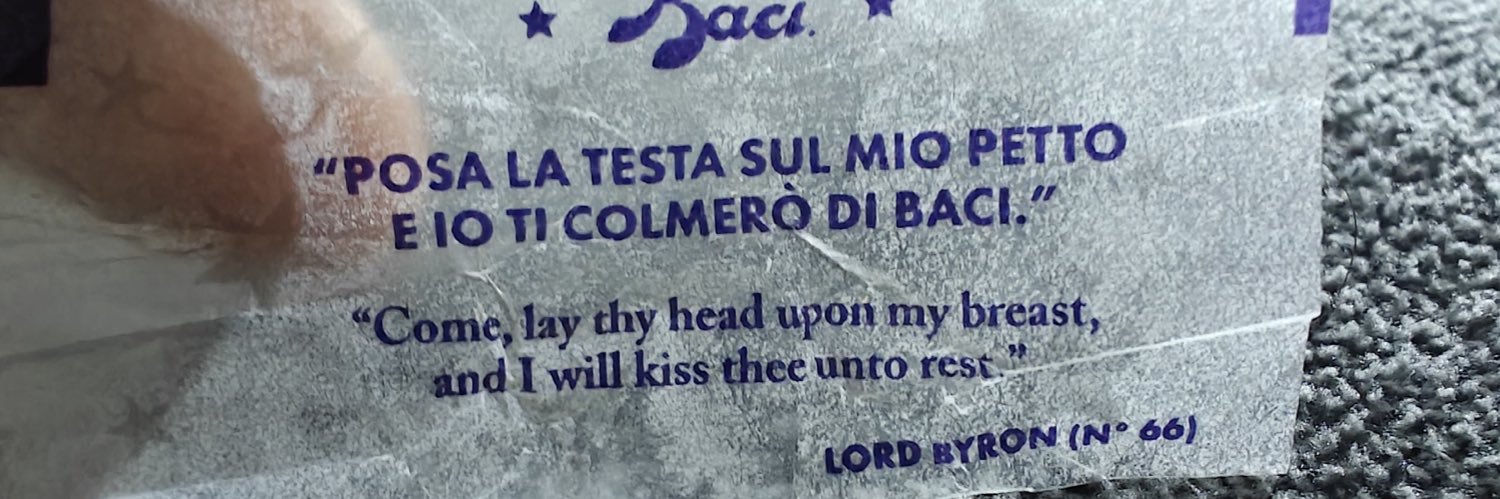 Baci.
“POSA LA TESTA SUL MIO PETTO
E IO TI COLMERÒ DI BACI.”
“Come, lay thy head upon my breast,
and I will kiss thee unto rest.”
LORD BYRON (N° 66)